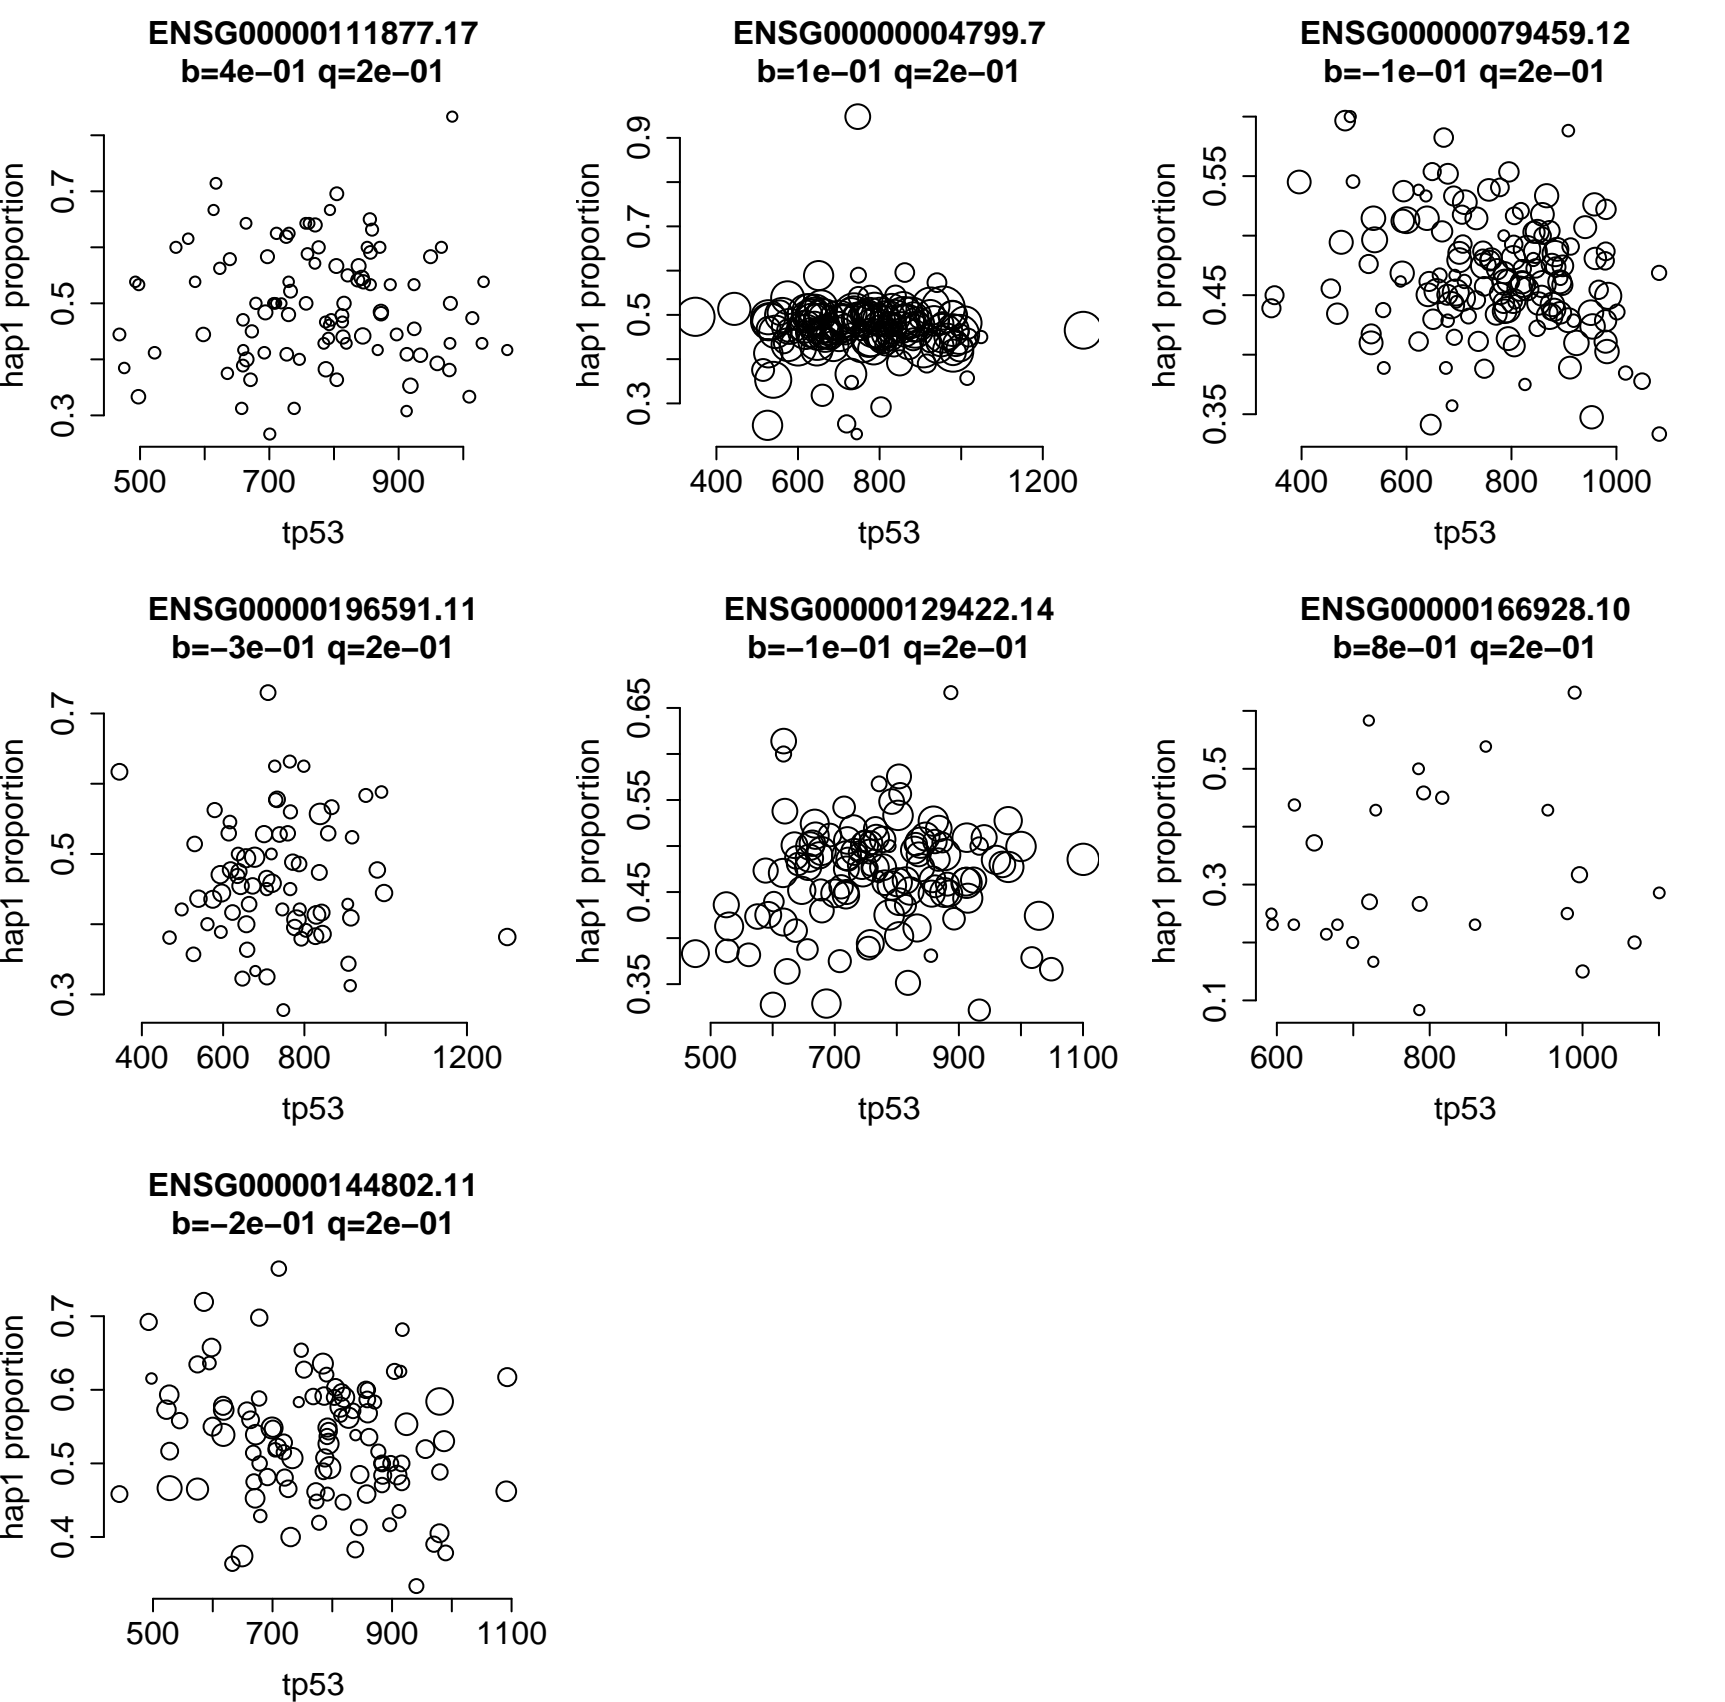 ENSG00000111877.17
b=4e−01 q=2e−01
hap1 proportion
0.7
0.5
0.3
500 700 900
tp53
ENSG00000004799.7
b=1e−01 q=2e−01
hap1 proportion
0.9
0.7
0.5
0.3
400 600 800 1200
tp53
ENSG00000079459.12
b=−1e−01 q=2e−01
hap1 proportion
0.55
0.45
0.35
400 600 800 1000
tp53
ENSG00000196591.11
b=−3e−01 q=2e−01
hap1 proportion
0.7
0.5
0.3
400 600 800 1200
tp53
ENSG00000129422.14
b=−1e−01 q=2e−01
hap1 proportion
0.65
0.55
0.45
0.35
500 700 900 1100
tp53
ENSG00000166928.10
b=8e−01 q=2e−01
hap1 proportion
0.5
0.3
0.1
600 800 1000
tp53
ENSG00000144802.11
b=−2e−01 q=2e−01
hap1 proportion
0.7
0.6
0.5
0.4
500 700 900 1100
tp53